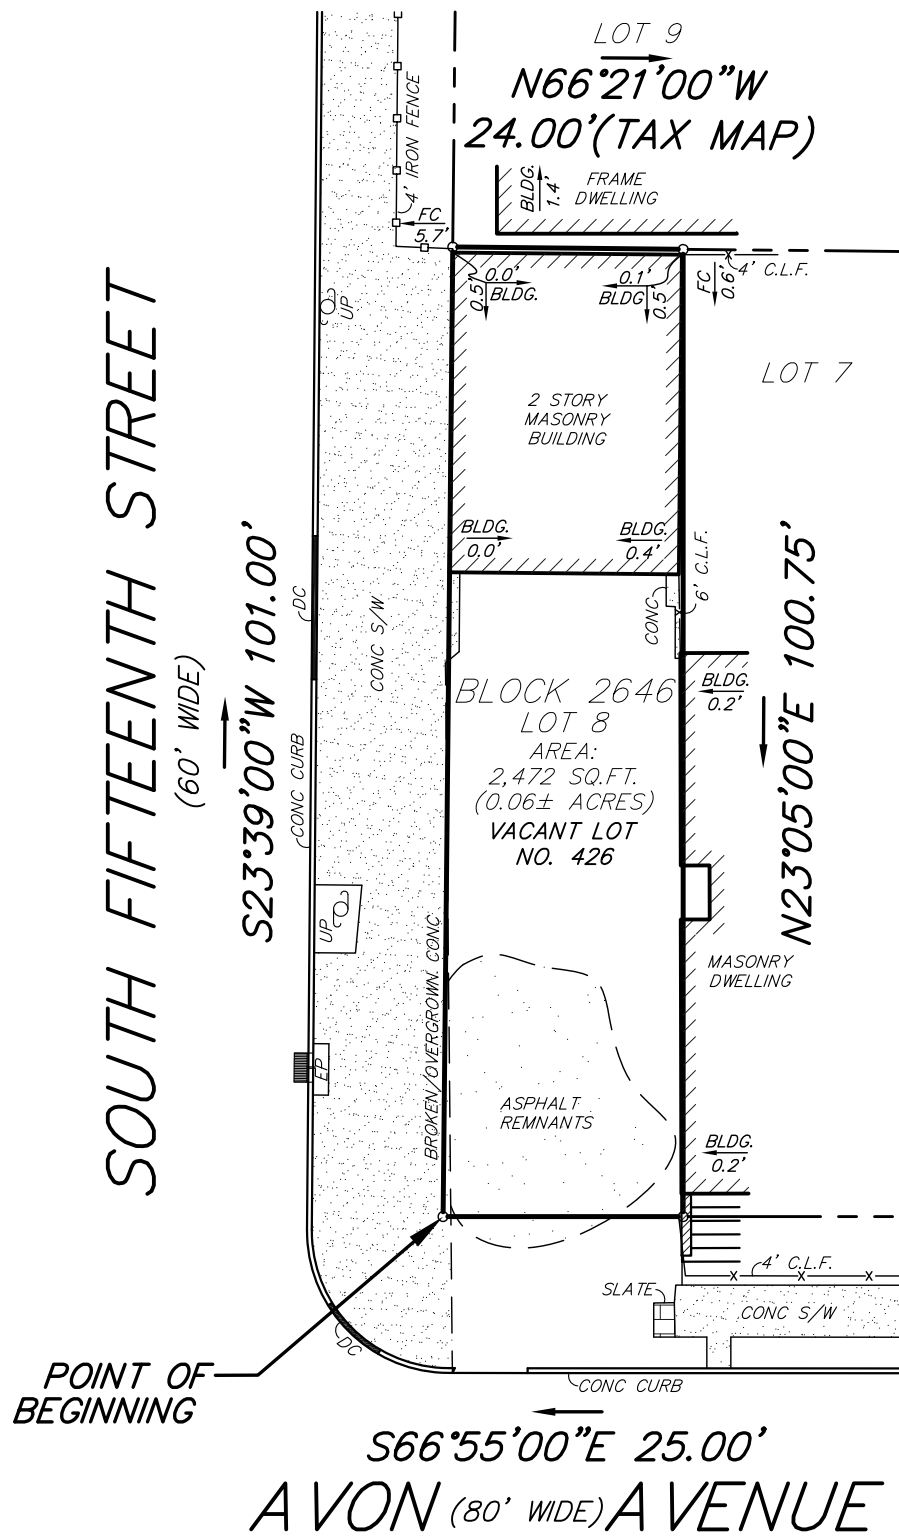 LOT 9
N66°21'00"W
24.00'(TAX MAP)
4' IRON FENCE
BLDG.
1.4'
FRAME
DWELLING
FC
5.7'
0.0'
BLDG.
0.5'
0.1'
BLDG
0.5'
FC
0.6'
4' C.L.F.
UP
LOT 7
2 STORY
MASONRY
BUILDING
SOUTH FIFTEENTH STREET
(60' WIDE)
S23°39'00"W 101.00'
BLDG.
0.0'
BLDG.
0.4'
6' C.L.F.
CONC
DC
CONC S/W
N23°05'00"E 100.75'
BLDG.
0.2'
BLOCK 2646
LOT 8
AREA:
2,472 SQ.FT.
(0.06± ACRES)
VACANT LOT
NO. 426
CONC CURB
UP
BROKEN/OVERGROWN CONC
MASONRY
DWELLING
EP
ASPHALT
REMNANTS
BLDG.
0.2'
4' C.L.F.
SLATE
CONC S/W
DC
POINT OF
BEGINNING
CONC CURB
S66°55'00"E 25.00'
AVON (80' WIDE) AVENUE